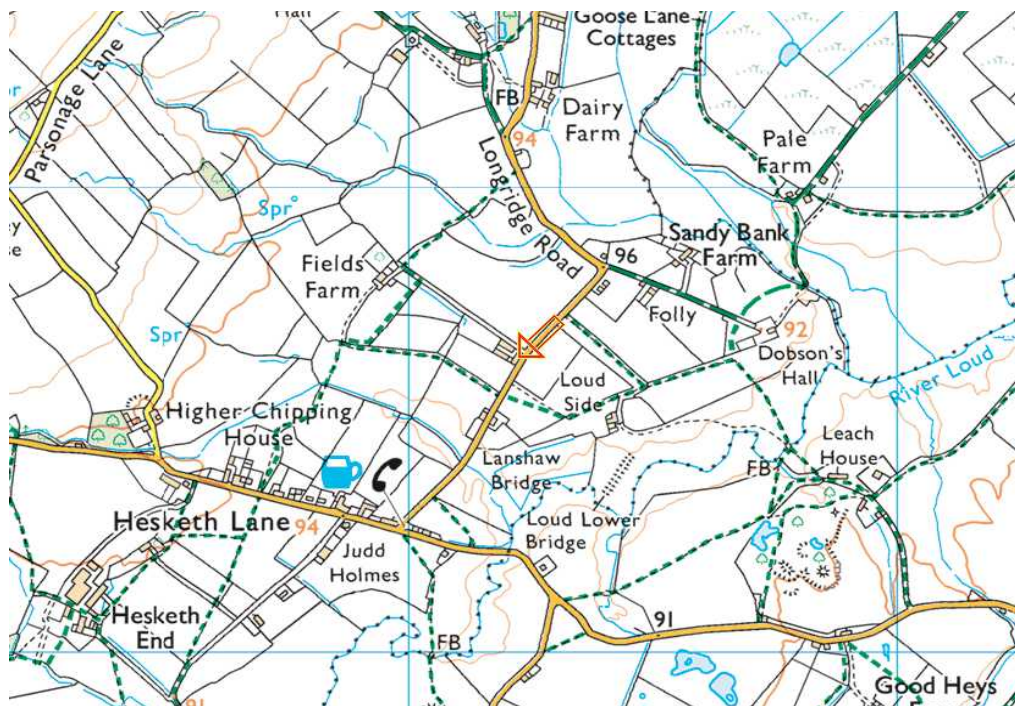 Goose Lane
Cottages
Hall
Parsonage Lane
FB
Dairy
Farm
94
Pale
Farm
Longridge Road
Spr
Sandy Bank
Farm
96
Fields
Farm
Folly
92
Spr
Dobson's
Hall
River Loud
Loud
Side
Higher Chipping
House
Leach
House
Lanshaw
Bridge
FB
Hesketh Lane
94
Loud Lower
Bridge
Judd
Holmes
Hesketh
End
91
FB
Good Heys
91